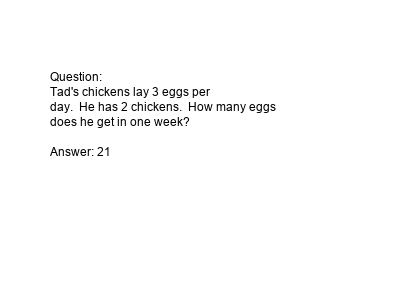 Question:
Tad's chickens lay 3 eggs per
day.  He has 2 chickens.  How many eggs
does he get in one week?

Answer: 21